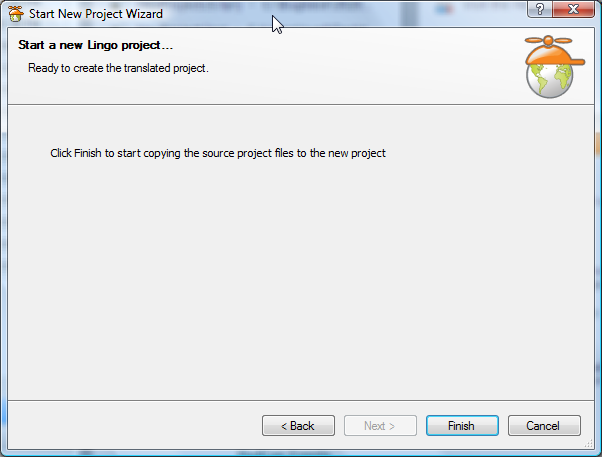 Start New Project Wizard
Start a new Lingo project...
Ready to create the translated project.
Click Finish to start copying the source project files to the new project
< Back Next > Finish Cancel